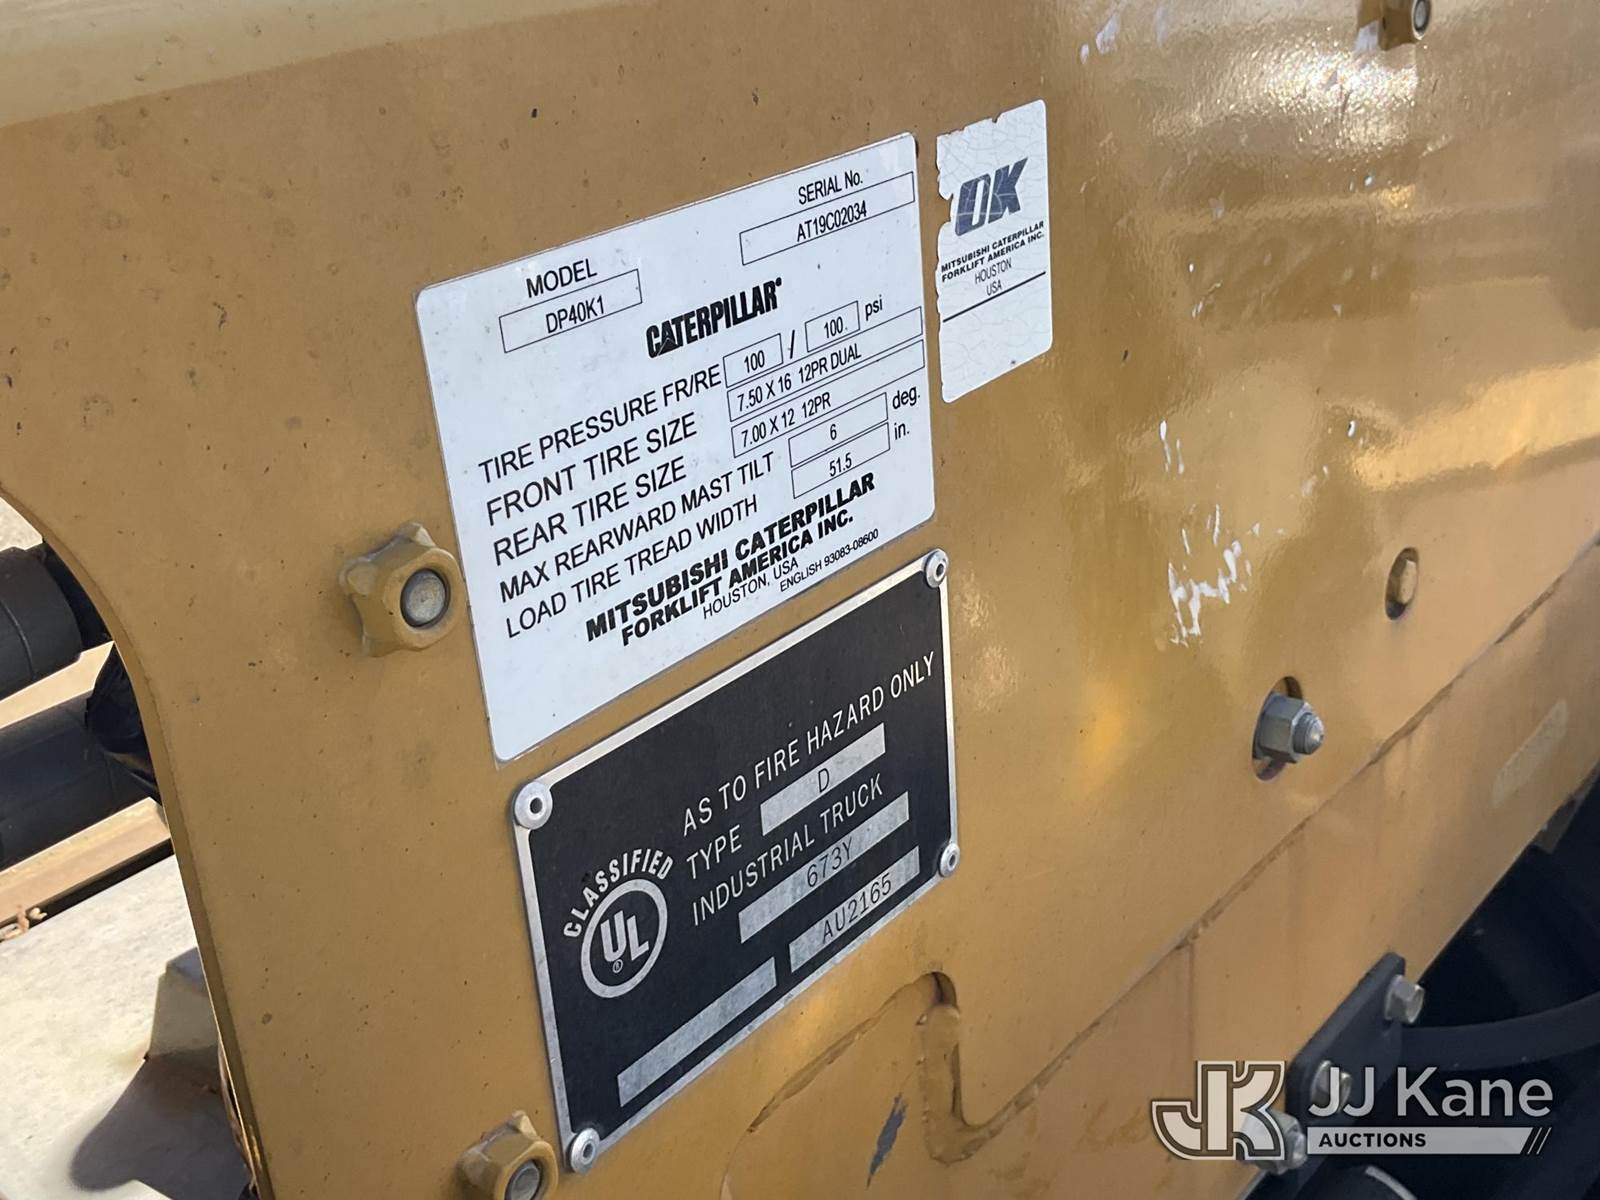 MODEL
DP40K1
SERIAL No.
AT19C02034
CATERPILLAR®
TIRE PRESSURE FR/RE 100 / 100 psi
FRONT TIRE SIZE 7.50 X 16 12PR DUAL
REAR TIRE SIZE 7.00 X 12 12PR
MAX REARWARD MAST TILT 6 deg.
LOAD TIRE TREAD WIDTH 51.5 in.
MITSUBISHI CATERPILLAR
FORKLIFT AMERICA INC.
HOUSTON, USA
ENGLISH 93083-08600
OK
MITSUBISHI CATERPILLAR
FORKLIFT AMERICA INC.
HOUSTON
USA
CLASSIFIED
UL®
AS TO FIRE HAZARD ONLY
TYPE D
INDUSTRIAL TRUCK
673Y
AU2165
JK JJ Kane
AUCTIONS